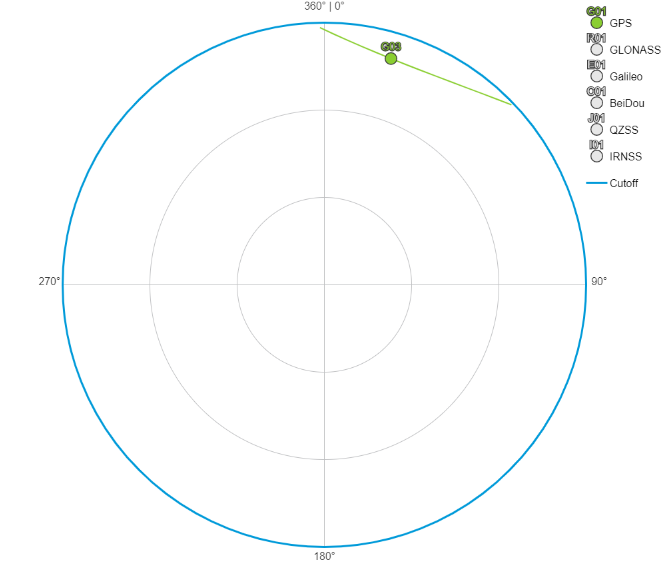 360° | 0°
G03
270°
90°
180°
G01
GPS
R01
GLONASS
E01
Galileo
C01
BeiDou
J01
QZSS
I01
IRNSS
Cutoff